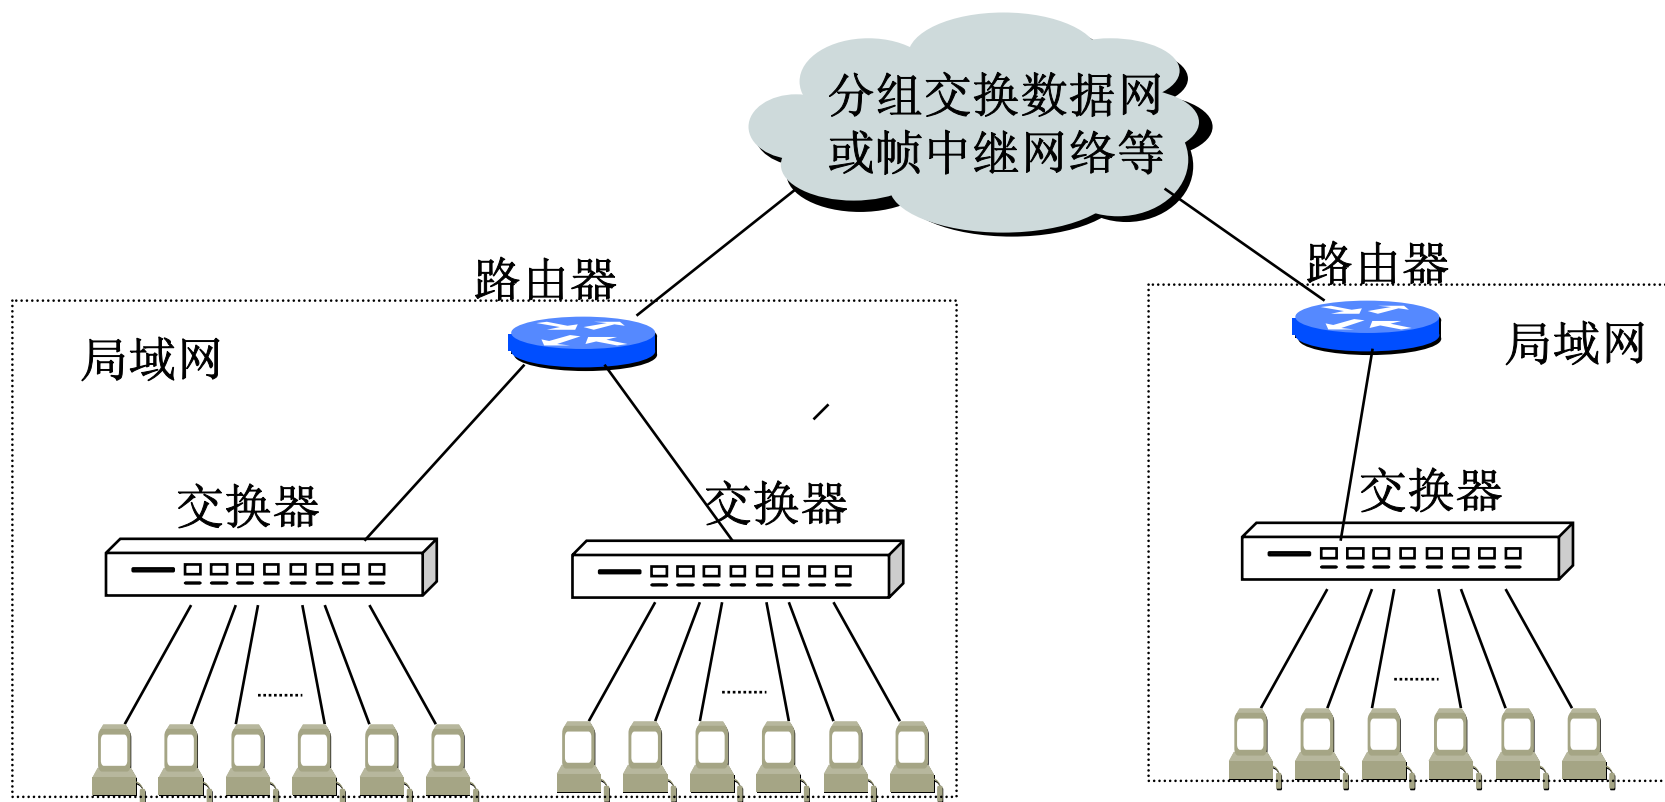 分组交换数据网
或帧中继网络等
路由器
路由器
局域网
局域网
交换器
交换器
交换器